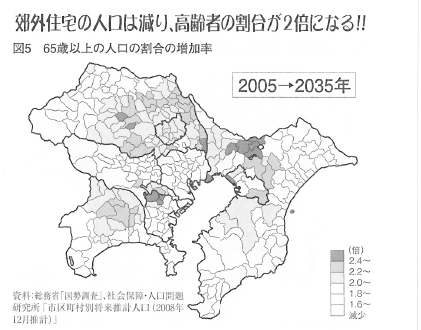 郊外住宅の人口は減り、高齢者の割合が2倍になる!!
図5　65歳以上の人口の割合の増加率
2005→2035年
(倍)
2.4～
2.2～
2.0～
1.8～
1.6～
減少
資料：総務省「国勢調査」、社会保障・人口問題
研究所「市区町村別将来推計人口(2008年
12月推計)」